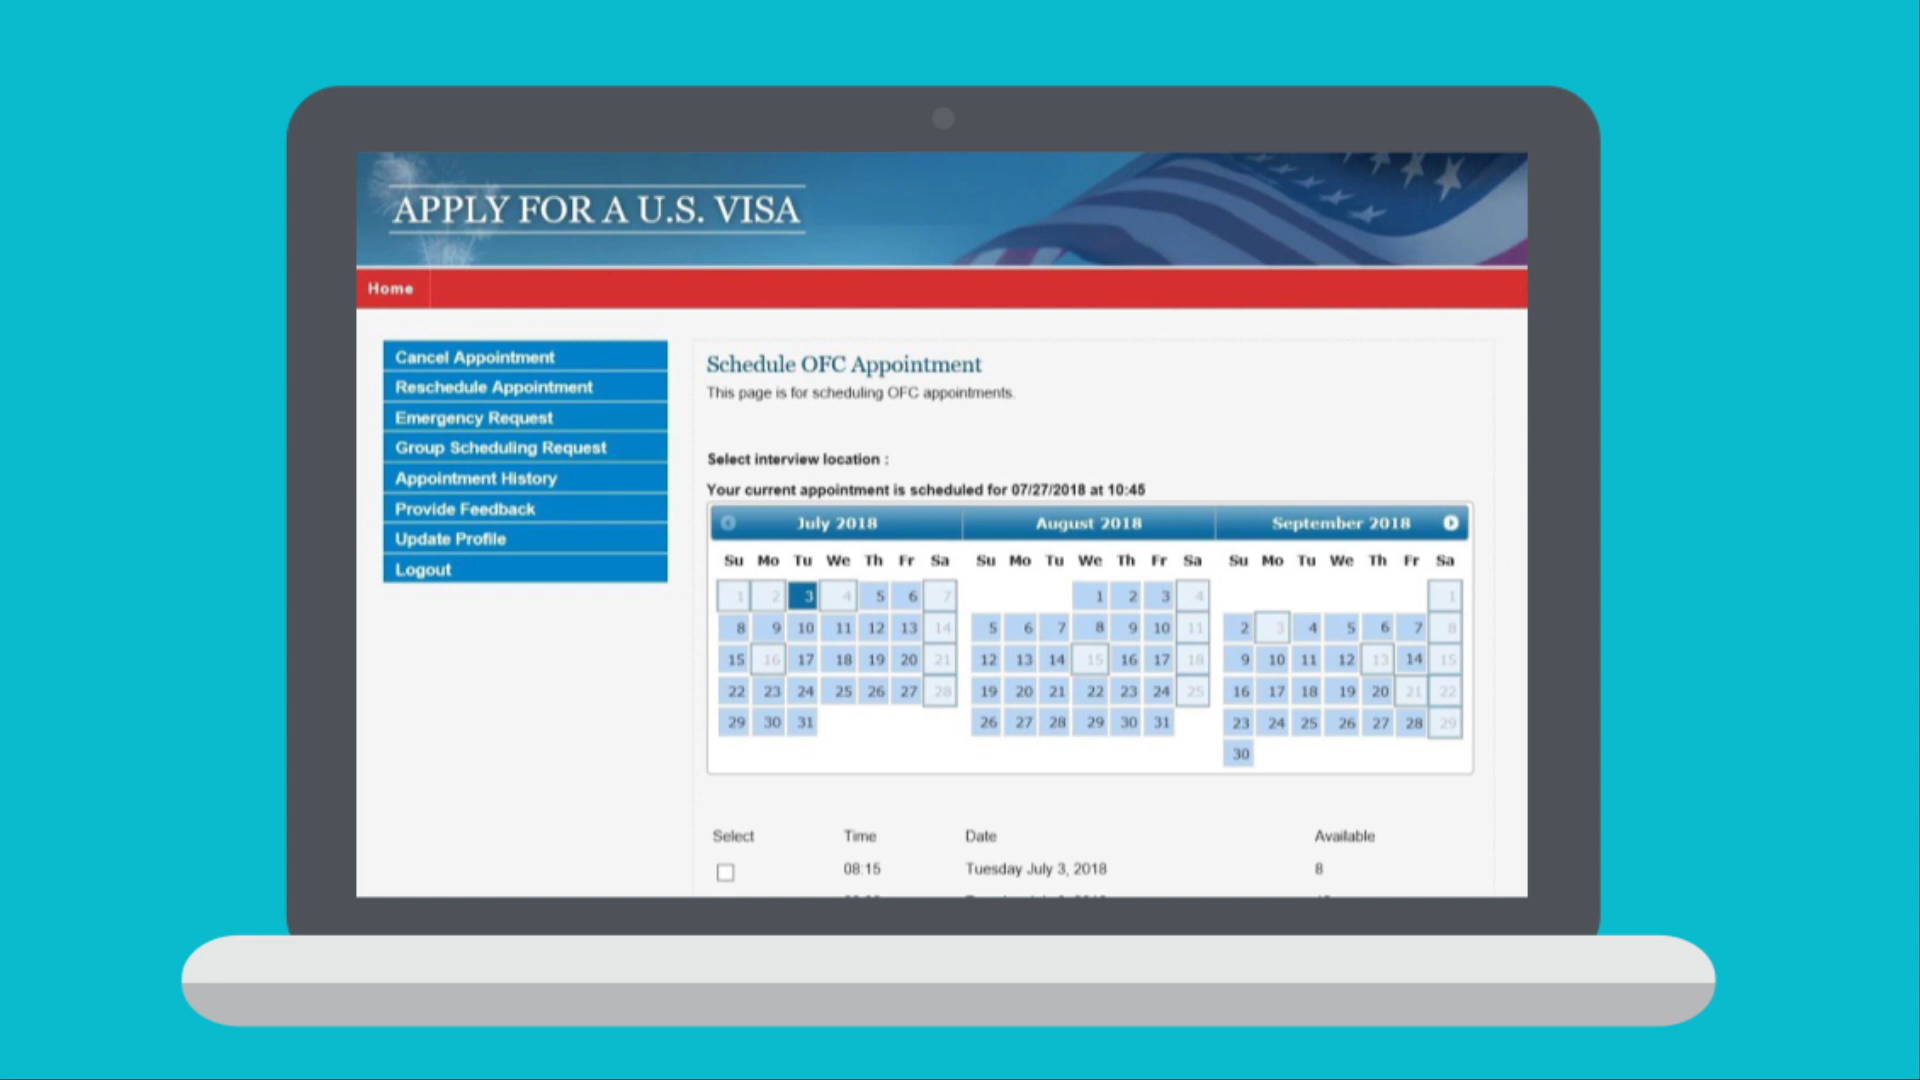 APPLY FOR A U.S. VISA
Home
Cancel Appointment
Reschedule Appointment
Emergency Request
Group Scheduling Request
Appointment History
Provide Feedback
Update Profile
Logout
Schedule OFC Appointment
This page is for scheduling OFC appointments.
Select interview location :
Your current appointment is scheduled for 07/27/2018 at 10:45
July 2018 August 2018 September 2018
Su Mo Tu We Th Fr Sa Su Mo Tu We Th Fr Sa Su Mo Tu We Th Fr Sa
1 2 3 4 5 6 7 1 2 3 4 1
8 9 10 11 12 13 14 5 6 7 8 9 10 11 2 3 4 5 6 7 8
15 16 17 18 19 20 21 12 13 14 15 16 17 18 9 10 11 12 13 14 15
22 23 24 25 26 27 28 19 20 21 22 23 24 25 16 17 18 19 20 21 22
29 30 31 26 27 28 29 30 31 23 24 25 26 27 28 29
30
Select Time Date Available
08:15 Tuesday July 3, 2018 8